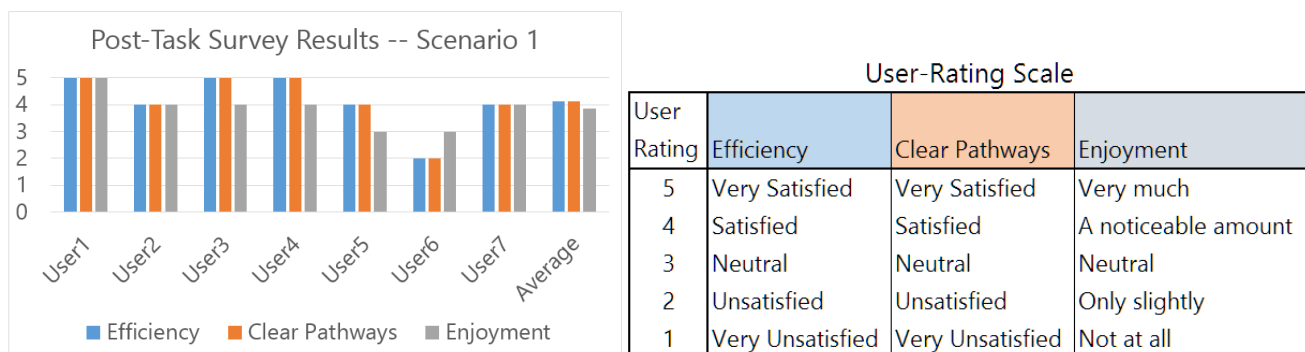 Post-Task Survey Results -- Scenario 1
5
4
3
2
1
0
User1 User2 User3 User4 User5 User6 User7 Average
Efficiency Clear Pathways Enjoyment
User-Rating Scale
User
Rating Efficiency Clear Pathways Enjoyment
5 Very Satisfied Very Satisfied Very much
4 Satisfied Satisfied A noticeable amount
3 Neutral Neutral Neutral
2 Unsatisfied Unsatisfied Only slightly
1 Very Unsatisfied Very Unsatisfied Not at all